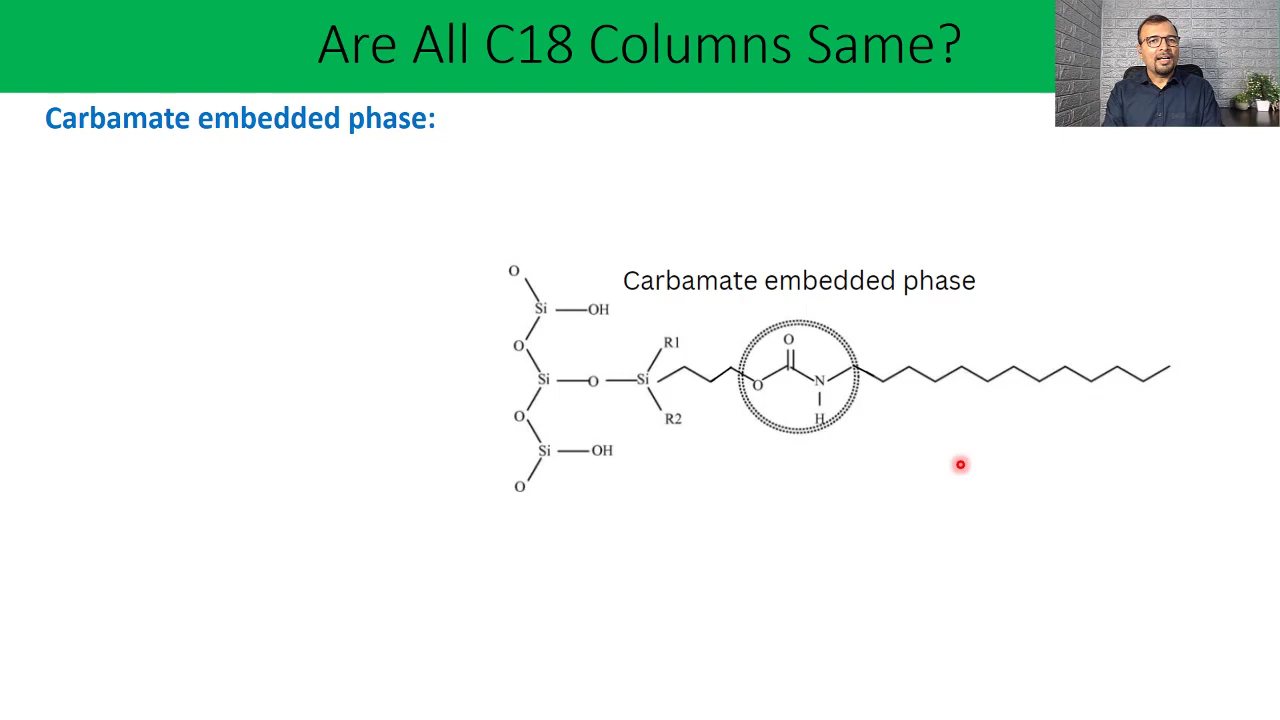 Are All C18 Columns Same?
Carbamate embedded phase:
Carbamate embedded phase
O
Si
OH
O
R1
O
Si
O
Si
O
N
H
O
R2
Si
OH
O